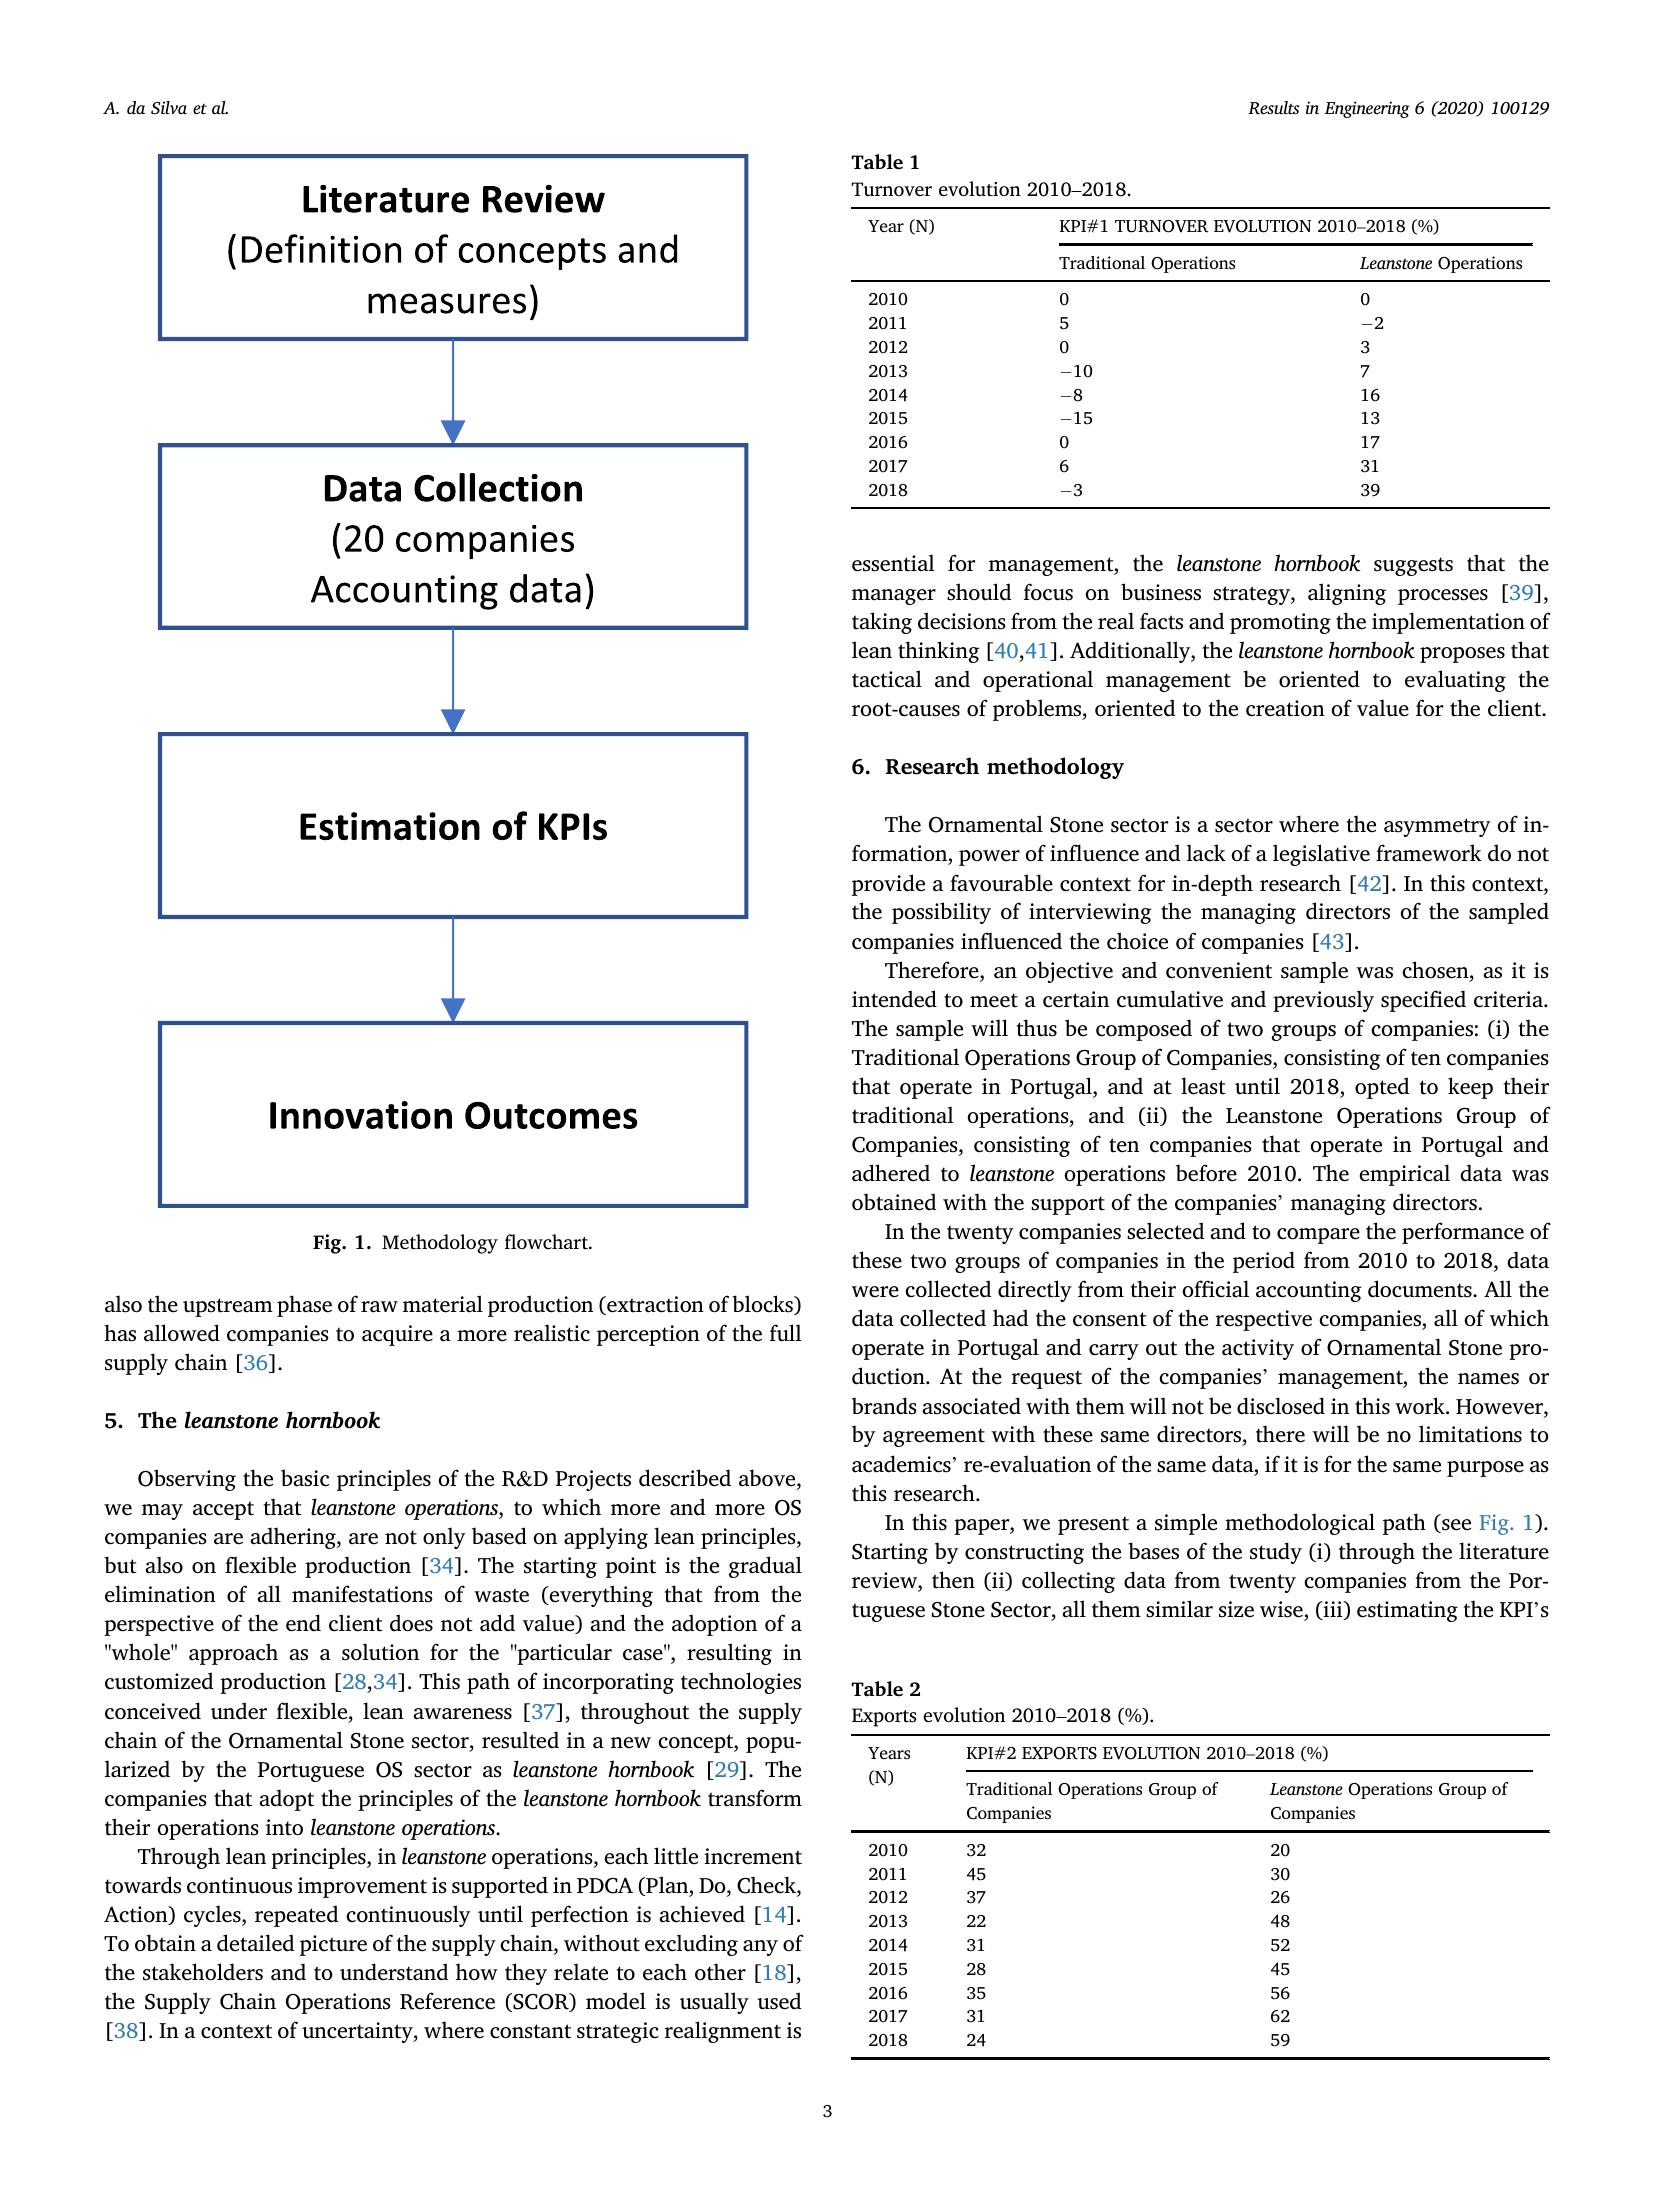 A. da Silva et al.
Results in Engineering 6 (2020) 100129
Literature Review
(Definition of concepts and
measures)
Data Collection
(20 companies
Accounting data)
Estimation of KPIs
Innovation Outcomes
Fig. 1. Methodology flowchart.
also the upstream phase of raw material production (extraction of blocks)
has allowed companies to acquire a more realistic perception of the full
supply chain [36].
5. The leanstone hornbook
Observing the basic principles of the R&D Projects described above,
we may accept that leanstone operations, to which more and more OS
companies are adhering, are not only based on applying lean principles,
but also on flexible production [34]. The starting point is the gradual
elimination of all manifestations of waste (everything that from the
perspective of the end client does not add value) and the adoption of a
"whole" approach as a solution for the "particular case", resulting in
customized production [28,34]. This path of incorporating technologies
conceived under flexible, lean awareness [37], throughout the supply
chain of the Ornamental Stone sector, resulted in a new concept, popu-
larized by the Portuguese OS sector as leanstone hornbook [29]. The
companies that adopt the principles of the leanstone hornbook transform
their operations into leanstone operations.
Through lean principles, in leanstone operations, each little increment
towards continuous improvement is supported in PDCA (Plan, Do, Check,
Action) cycles, repeated continuously until perfection is achieved [14].
To obtain a detailed picture of the supply chain, without excluding any of
the stakeholders and to understand how they relate to each other [18],
the Supply Chain Operations Reference (SCOR) model is usually used
[38]. In a context of uncertainty, where constant strategic realignment is
Table 1
Turnover evolution 2010–2018.
Year (N) KPI#1 TURNOVER EVOLUTION 2010–2018 (%)
Traditional Operations Leanstone Operations
2010 0 0
2011 5 −2
2012 0 3
2013 −10 7
2014 −8 16
2015 −15 13
2016 0 17
2017 6 31
2018 −3 39
essential for management, the leanstone hornbook suggests that the
manager should focus on business strategy, aligning processes [39],
taking decisions from the real facts and promoting the implementation of
lean thinking [40,41]. Additionally, the leanstone hornbook proposes that
tactical and operational management be oriented to evaluating the
root-causes of problems, oriented to the creation of value for the client.
6. Research methodology
The Ornamental Stone sector is a sector where the asymmetry of in-
formation, power of influence and lack of a legislative framework do not
provide a favourable context for in-depth research [42]. In this context,
the possibility of interviewing the managing directors of the sampled
companies influenced the choice of companies [43].
Therefore, an objective and convenient sample was chosen, as it is
intended to meet a certain cumulative and previously specified criteria.
The sample will thus be composed of two groups of companies: (i) the
Traditional Operations Group of Companies, consisting of ten companies
that operate in Portugal, and at least until 2018, opted to keep their
traditional operations, and (ii) the Leanstone Operations Group of
Companies, consisting of ten companies that operate in Portugal and
adhered to leanstone operations before 2010. The empirical data was
obtained with the support of the companies’ managing directors.
In the twenty companies selected and to compare the performance of
these two groups of companies in the period from 2010 to 2018, data
were collected directly from their official accounting documents. All the
data collected had the consent of the respective companies, all of which
operate in Portugal and carry out the activity of Ornamental Stone pro-
duction. At the request of the companies’ management, the names or
brands associated with them will not be disclosed in this work. However,
by agreement with these same directors, there will be no limitations to
academics’ re-evaluation of the same data, if it is for the same purpose as
this research.
In this paper, we present a simple methodological path (see Fig. 1).
Starting by constructing the bases of the study (i) through the literature
review, then (ii) collecting data from twenty companies from the Por-
tuguese Stone Sector, all them similar size wise, (iii) estimating the KPI’s
Table 2
Exports evolution 2010–2018 (%).
Years KPI#2 EXPORTS EVOLUTION 2010–2018 (%)
(N)
Traditional Operations Group of Leanstone Operations Group of
Companies Companies
2010 32 20
2011 45 30
2012 37 26
2013 22 48
2014 31 52
2015 28 45
2016 35 56
2017 31 62
2018 24 59
3